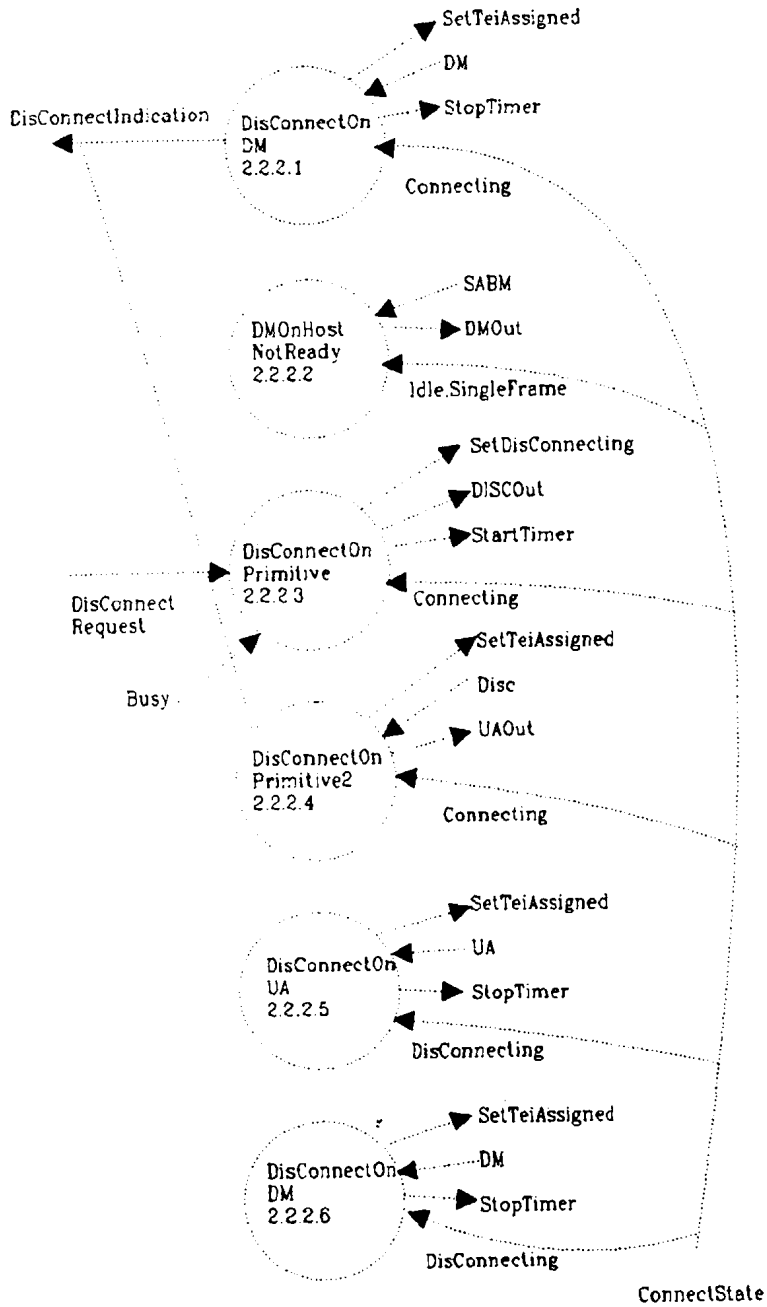 SetTeiAssigned
DM
StopTimer
DisConnectIndication
DisConnectOn
DM
2.2.2.1
Connecting
SABM
DMOut
DMOnHost
NotReady
2.2.2.2
Idle.SingleFrame
SetDisConnecting
DISCOut
StartTimer
DisConnectOn
Primitive
2.2.2.3
Connecting
DisConnect
Request
Busy
SetTeiAssigned
Disc
UAOut
DisConnectOn
Primitive2
2.2.2.4
Connecting
SetTeiAssigned
UA
StopTimer
DisConnectOn
UA
2.2.2.5
DisConnecting
SetTeiAssigned
DM
StopTimer
DisConnectOn
DM
2.2.2.6
DisConnecting
ConnectState